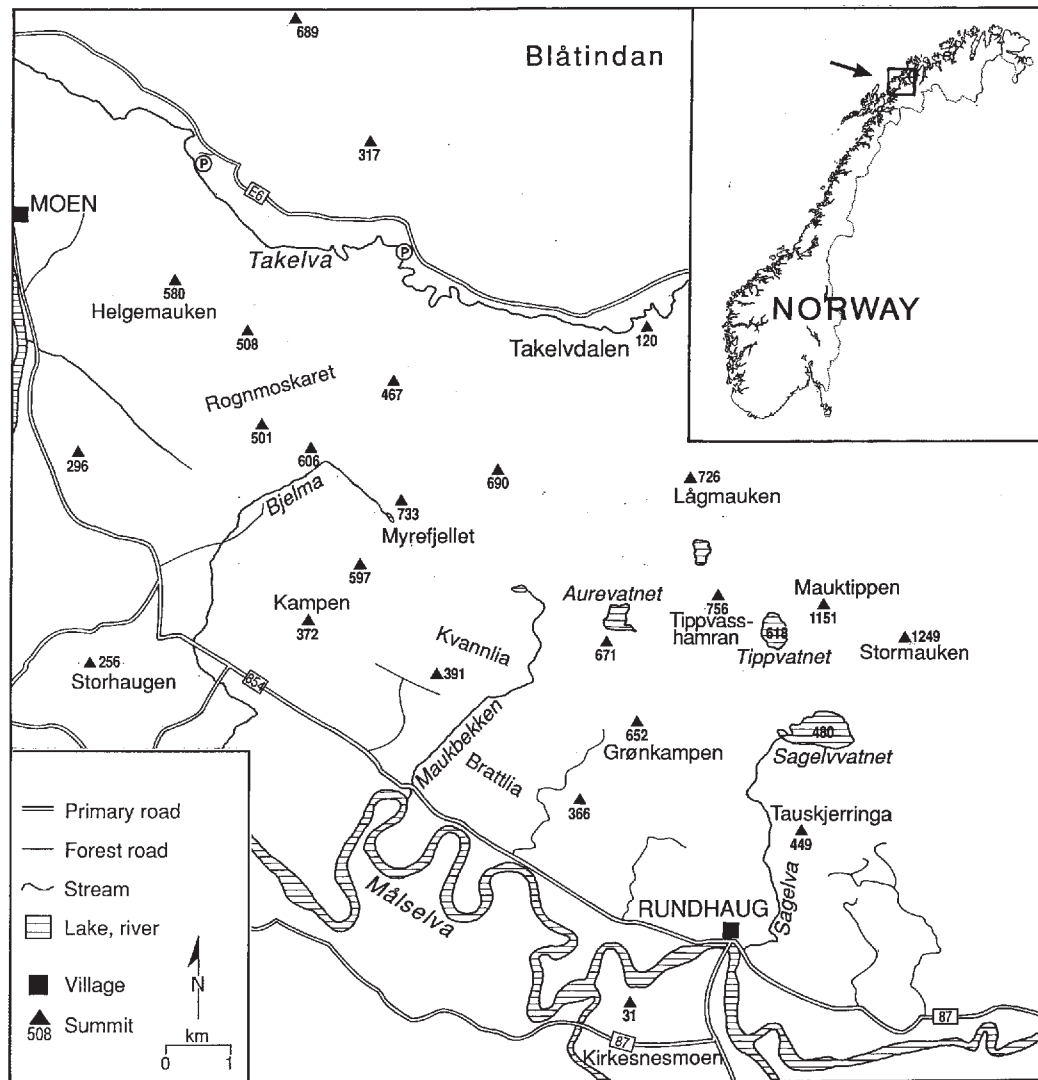 689
Blåtindan
317
P
E6
MOEN
Takelva
P
580
Helgemauken
508
Takelvdalen
120
NORWAY
Rognmoskaret
467
501
296
606
690
726
Lågmauken
Bjelma
733
Myrefjellet
597
Kampen
372
Aurevatnet
671
756
Tippvass-
hamran
618
Tippvatnet
Mauktippen
1151
1249
Stormauken
Kvannlia
391
256
Storhaugen
854
Maukbekken
Brattlia
652
Grønkampen
480
Sagelvvatnet
366
Tauskjerringa
449
Sagelva
Målselva
RUNDHAUG
31
87
Kirkesnesmoen
87
Primary road
Forest road
Stream
Lake, river
Village
Summit
508
N
km
0 1